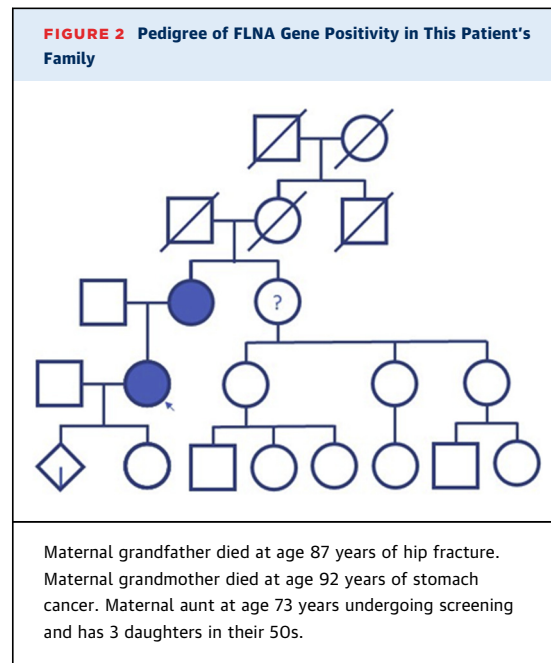 FIGURE 2 Pedigree of FLNA Gene Positivity in This Patient's
Family
?
Maternal grandfather died at age 87 years of hip fracture.
Maternal grandmother died at age 92 years of stomach
cancer. Maternal aunt at age 73 years undergoing screening
and has 3 daughters in their 50s.